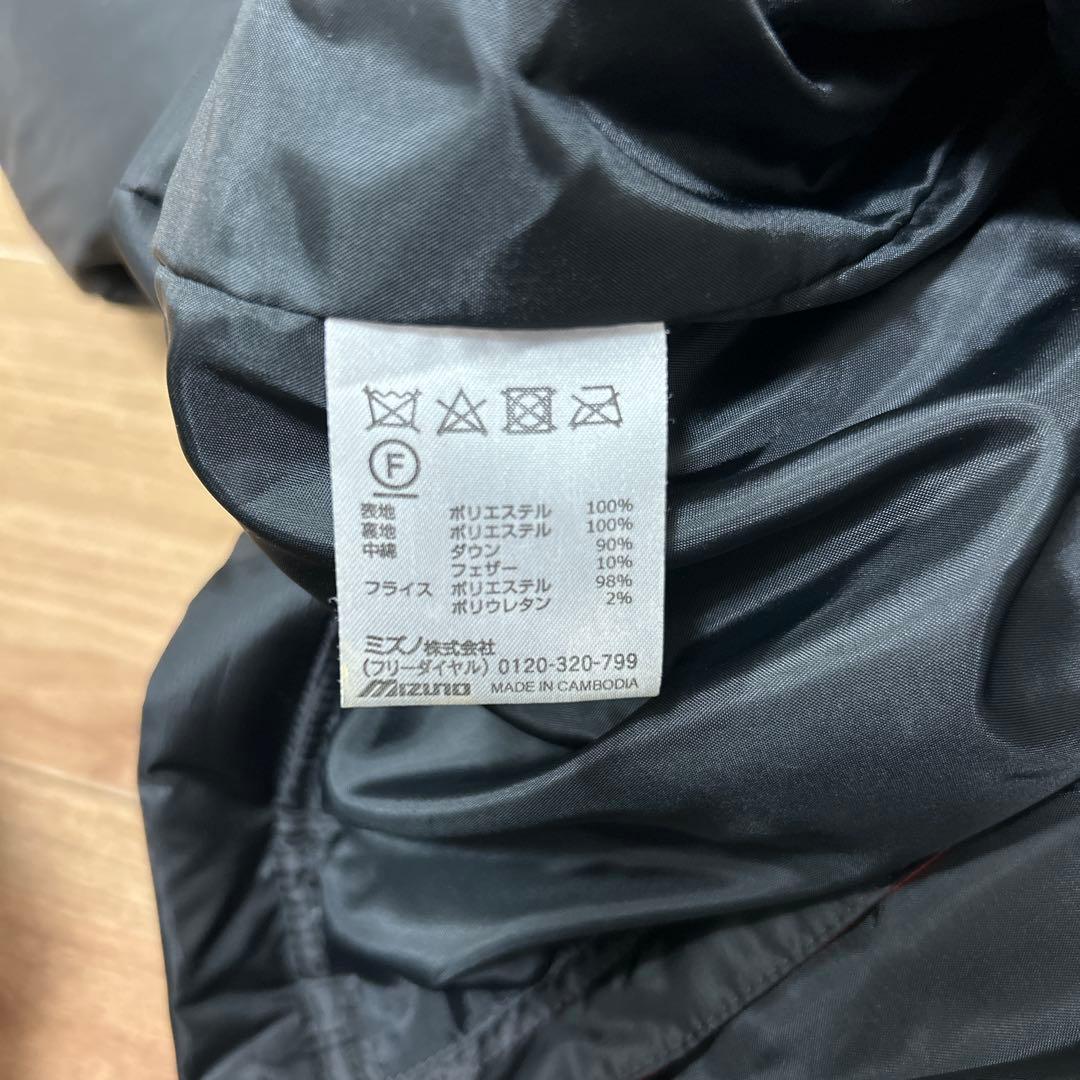 F
表地 ポリエステル 100%
裏地 ポリエステル 100%
中綿 ダウン 90%
フェザー 10%
フライス ポリエステル 98%
ポリウレタン 2%
ミズノ株式会社
(フリーダイヤル) 0120-320-799
mizuno MADE IN CAMBODIA